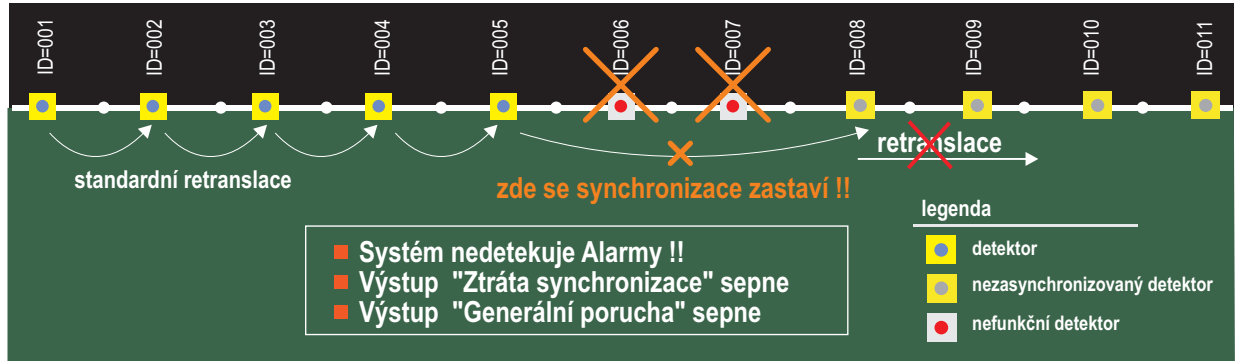 ID=001
ID=002
ID=003
ID=004
ID=005
ID=006
ID=007
ID=008
ID=009
ID=010
ID=011
standardní retranslace
zde se synchronizace zastaví !!
retranslace
Systém nedetekuje Alarmy !!
Výstup "Ztráta synchronizace" sepne
Výstup "Generální porucha" sepne
legenda
detektor
nezasynchronizovaný detektor
nefunkční detektor